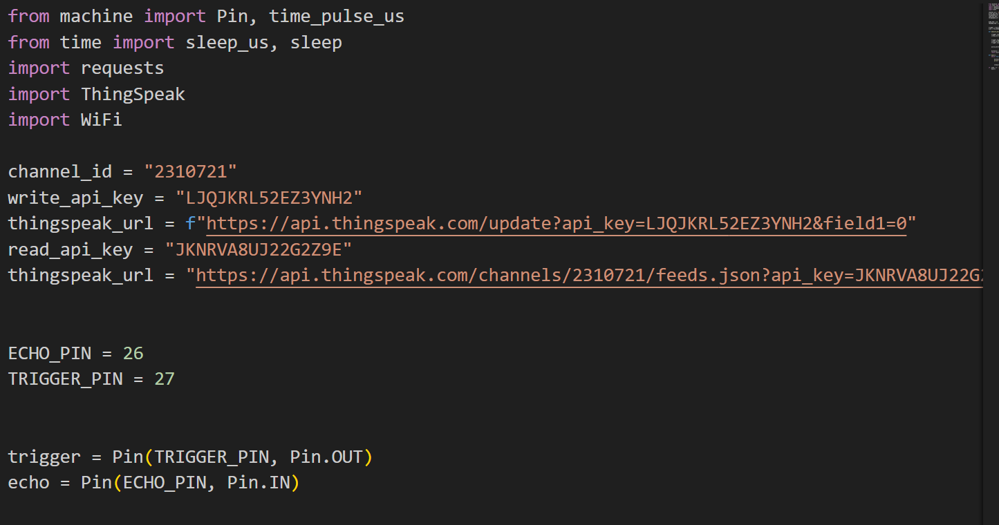 from machine import Pin, time_pulse_us
from time import sleep_us, sleep
import requests
import ThingSpeak
import WiFi
channel_id = "2310721"
write_api_key = "LJQJKRL52EZ3YNH2"
thingspeak_url = f"https://api.thingspeak.com/update?api_key=LJQJKRL52EZ3YNH2&field1=0"
read_api_key = "JKNRVA8UJ22G2Z9E"
thingspeak_url = "https://api.thingspeak.com/channels/2310721/feeds.json?api_key=JKNRVA8UJ22G
ECHO_PIN = 26
TRIGGER_PIN = 27
trigger = Pin(TRIGGER_PIN, Pin.OUT)
echo = Pin(ECHO_PIN, Pin.IN)